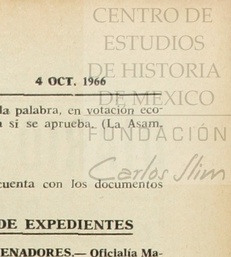 CENTRO DE
ESTUDIOS
DE HISTORIA
DE MÉXICO
FUNDACIÓN
Carlos Slim
4 OCT. 1966
la palabra, en votación eco-
si se aprueba. (La Asam.
cuenta con los documentos
DE EXPEDIENTES
ENADORES.— Oficialía Ma-